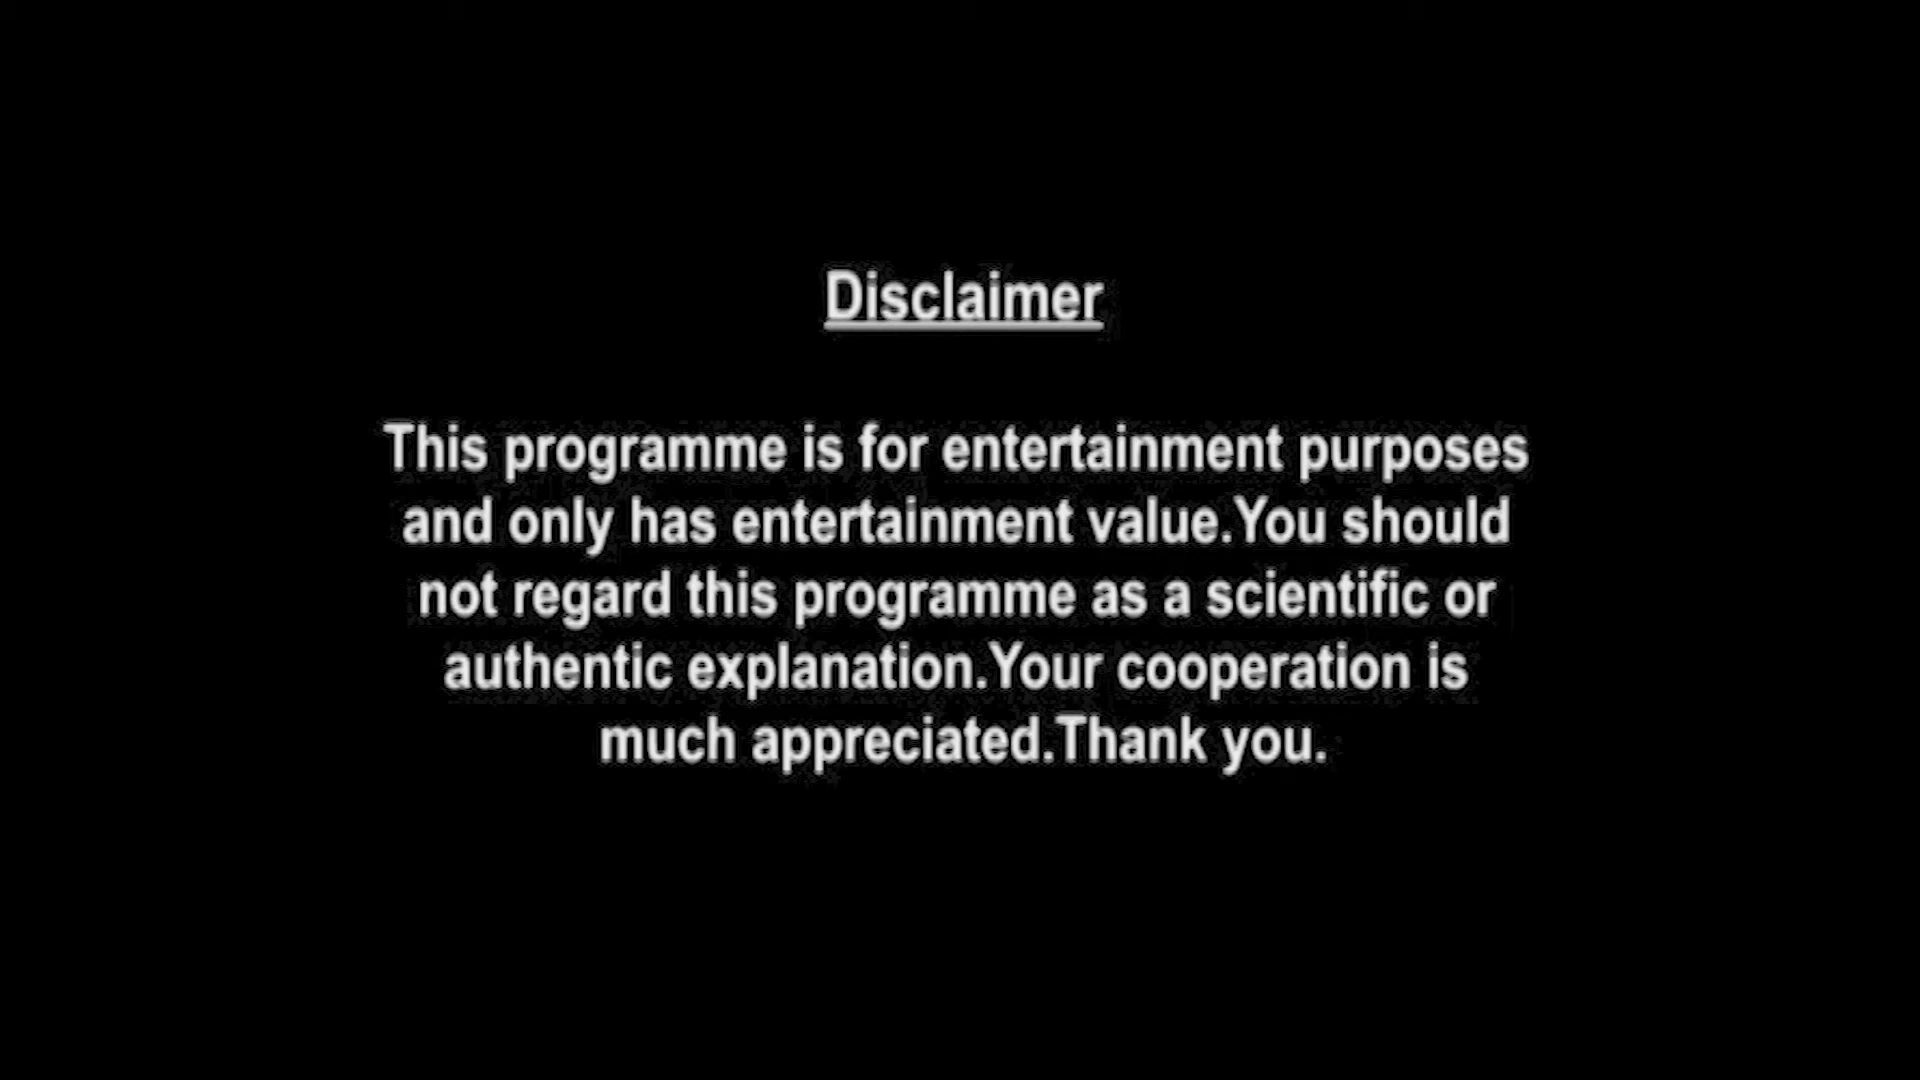 Disclaimer
This programme is for entertainment purposes
and only has entertainment value.You should
not regard this programme as a scientific or
authentic explanation.Your cooperation is
much appreciated.Thank you.